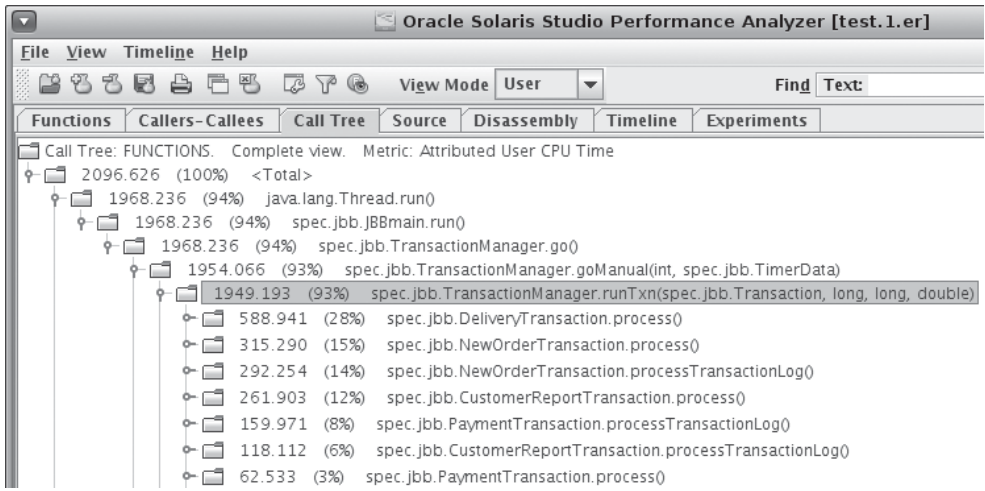 Oracle Solaris Studio Performance Analyzer [test.1.er]
File View Timeline Help
View Mode User Find Text:
Functions Callers-Callees Call Tree Source Disassembly Timeline Experiments
Call Tree: FUNCTIONS. Complete view. Metric: Attributed User CPU Time
2096.626 (100%) <Total>
1968.236 (94%) java.lang.Thread.run()
1968.236 (94%) spec.jbb.JBBmain.run()
1968.236 (94%) spec.jbb.TransactionManager.go()
1954.066 (93%) spec.jbb.TransactionManager.goManual(int, spec.jbb.TimerData)
1949.193 (93%) spec.jbb.TransactionManager.runTxn(spec.jbb.Transaction, long, long, double)
588.941 (28%) spec.jbb.DeliveryTransaction.process()
315.290 (15%) spec.jbb.NewOrderTransaction.process()
292.254 (14%) spec.jbb.NewOrderTransaction.processTransactionLog()
261.903 (12%) spec.jbb.CustomerReportTransaction.process()
159.971 (8%) spec.jbb.PaymentTransaction.processTransactionLog()
118.112 (6%) spec.jbb.CustomerReportTransaction.processTransactionLog()
62.533 (3%) spec.jbb.PaymentTransaction.process()